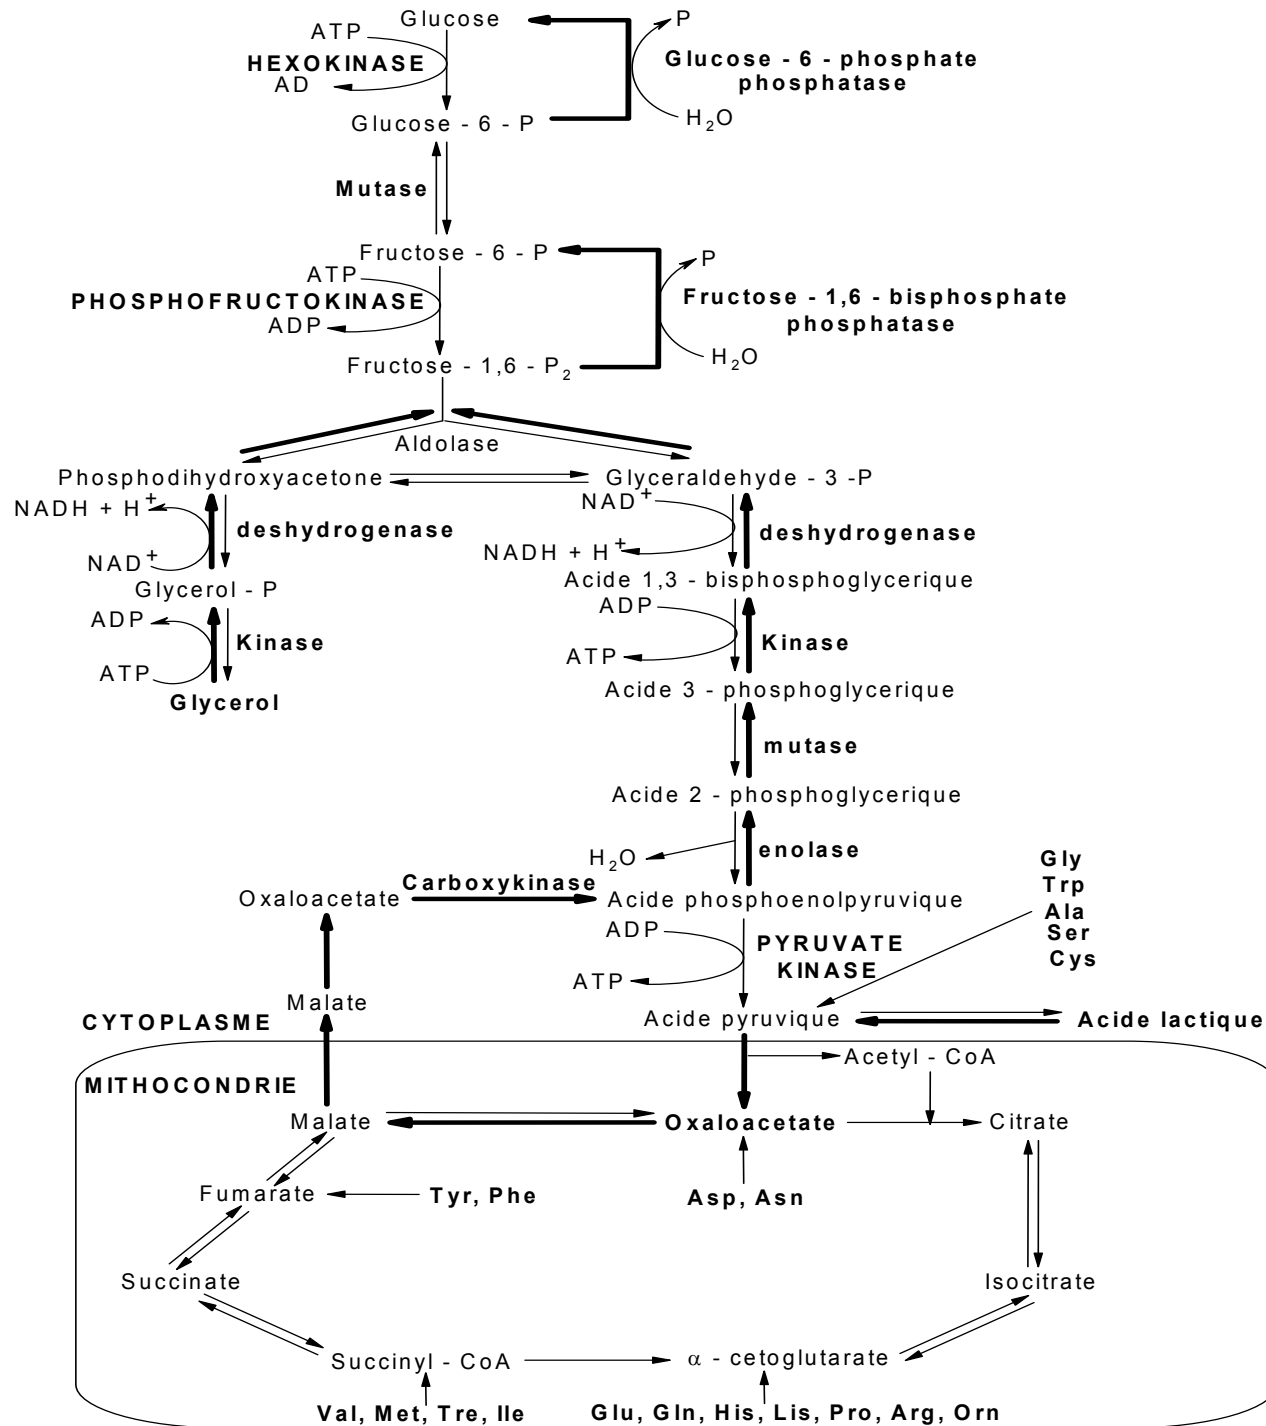 Glucose
ATP
P
HEXOKINASE
Glucose - 6 - phosphate
phosphatase
AD
H2O
Glucose - 6 - P
Mutase
Fructose - 6 - P
ATP
P
PHOSPHOFRUCTOKINASE
Fructose - 1,6 - bisphosphate
phosphatase
ADP
H2O
Fructose - 1,6 - P2
Aldolase
Phosphodihydroxyacetone
Glyceraldehyde - 3 -P
NADH + H+
NAD+
deshydrogenase
deshydrogenase
NAD+
NADH + H+
Glycerol - P
Acide 1,3 - bisphosphoglycerique
ADP
ADP
Kinase
Kinase
ATP
ATP
Glycerol
Acide 3 - phosphoglycerique
mutase
Acide 2 - phosphoglycerique
H2O
enolase
Gly
Trp
Ala
Ser
Cys
Oxaloacetate
Carboxykinase
Acide phosphoenolpyruvique
ADP
PYRUVATE
KINASE
ATP
Malate
CYTOPLASME
Acide pyruvique
Acide lactique
MITHOCONDRIE
Acetyl - CoA
Malate
Oxaloacetate
Citrate
Fumarate
Tyr, Phe
Asp, Asn
Succinate
Isocitrate
Succinyl - CoA
α - cetoglutarate
Val, Met, Tre, Ile
Glu, Gln, His, Lis, Pro, Arg, Orn